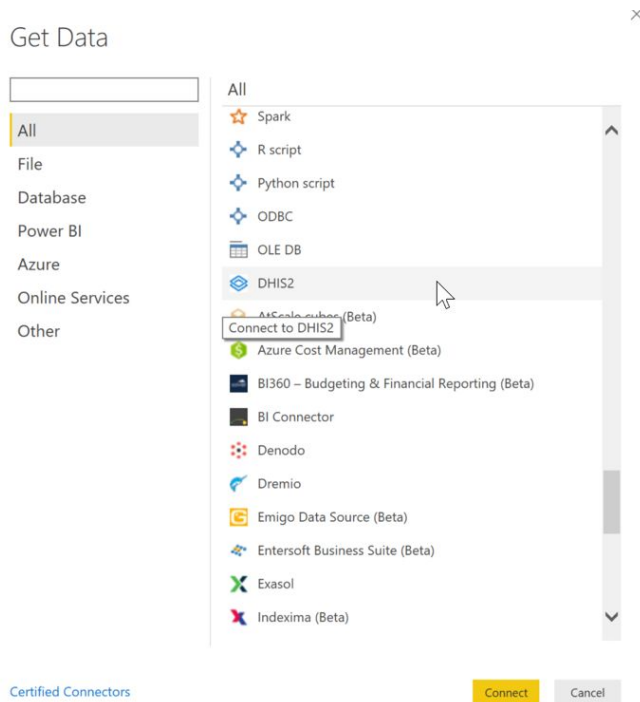 Get Data
All
File
Database
Power BI
Azure
Online Services
Other
All
Spark
R script
Python script
ODBC
OLE DB
DHIS2
AtScale cubes (Beta)
Connect to DHIS2
Azure Cost Management (Beta)
BI360 – Budgeting & Financial Reporting (Beta)
BI Connector
Denodo
Dremio
Emigo Data Source (Beta)
Entersoft Business Suite (Beta)
Exasol
Indexima (Beta)
Certified Connectors
Connect
Cancel